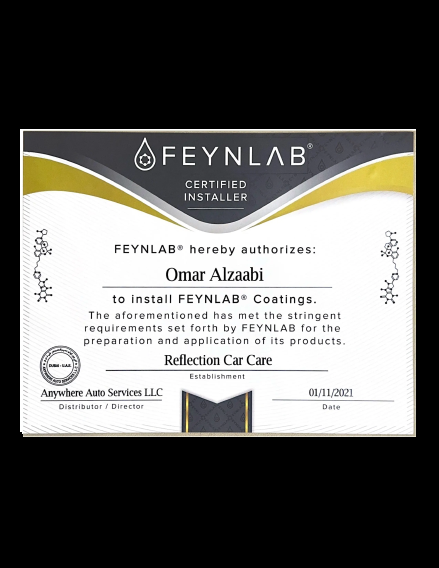 FEYNLAB®
CERTIFIED
INSTALLER
FEYNLAB® hereby authorizes:
Omar Alzaabi
to install FEYNLAB® Coatings.
The aforementioned has met the stringent
requirements set forth by FEYNLAB for the
preparation and application of its products.
Reflection Car Care
Establishment
DUBAI - U.A.E.
Anywhere Auto Services LLC
Distributor / Director
01/11/2021
Date